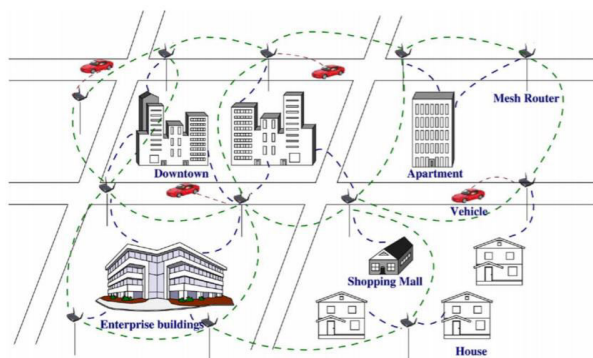 Mesh Router
Downtown
Apartment
Vehicle
Shopping Mall
Enterprise buildings
House